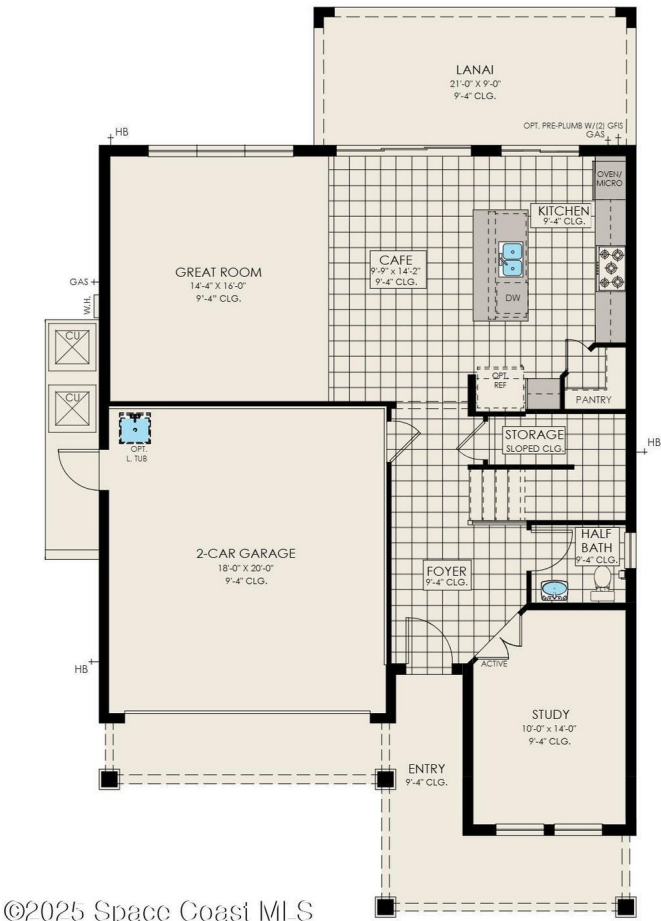 LANAI
21'-0" X 9'-0"
9'-4" CLG.
OPT. PRE-PLUMB W/(2) GFIS
GAS
HB
OVEN/
MICRO
KITCHEN
9'-4" CLG.
CAFE
9'-9" x 14'-2"
9'-4" CLG.
GREAT ROOM
14'-4" X 16'-0"
9'-4" CLG.
GAS
W.H.
DW
CU
CU
OPT.
REF
PANTRY
OPT.
L. TUB
STORAGE
SLOPED CLG.
HB
2-CAR GARAGE
18'-0" X 20'-0"
9'-4" CLG.
HALF
BATH
9'-4" CLG.
FOYER
9'-4" CLG.
HB
ACTIVE
STUDY
10'-0" x 14'-0"
9'-4" CLG.
ENTRY
9'-4" CLG.
©2025 Space Coast MLS